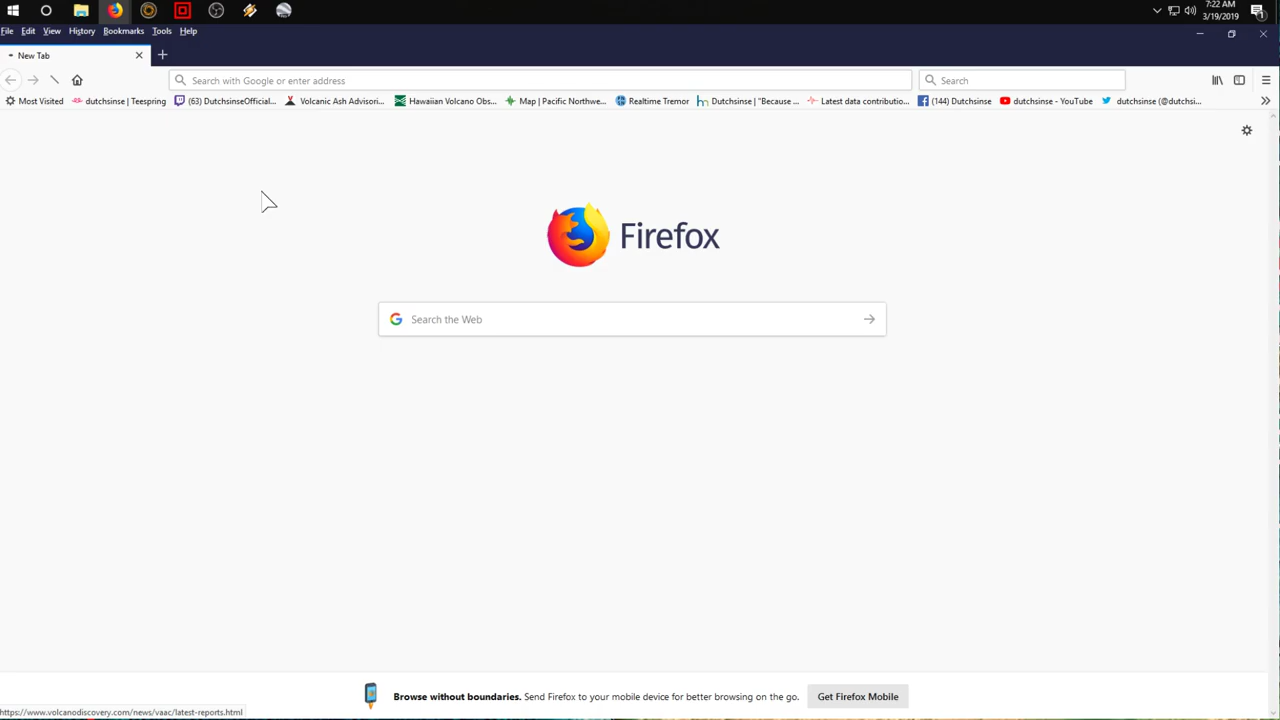 7:22 AM
3/19/2019
1
File Edit View History Bookmarks Tools Help
New Tab
Search with Google or enter address
Search
Most Visited dutchsinse | Teespring (63) DutchsinseOfficial... Volcanic Ash Advisori... Hawaiian Volcano Obs... Map | Pacific Northwe... Realtime Tremor Dutchsinse | "Because ... Latest data contributio... (144) Dutchsinse dutchsinse - YouTube dutchsinse (@dutchsi...
Firefox
Search the Web
Browse without boundaries. Send Firefox to your mobile device for better browsing on the go. Get Firefox Mobile
https://www.volcanodiscovery.com/news/vaac/latest-reports.html